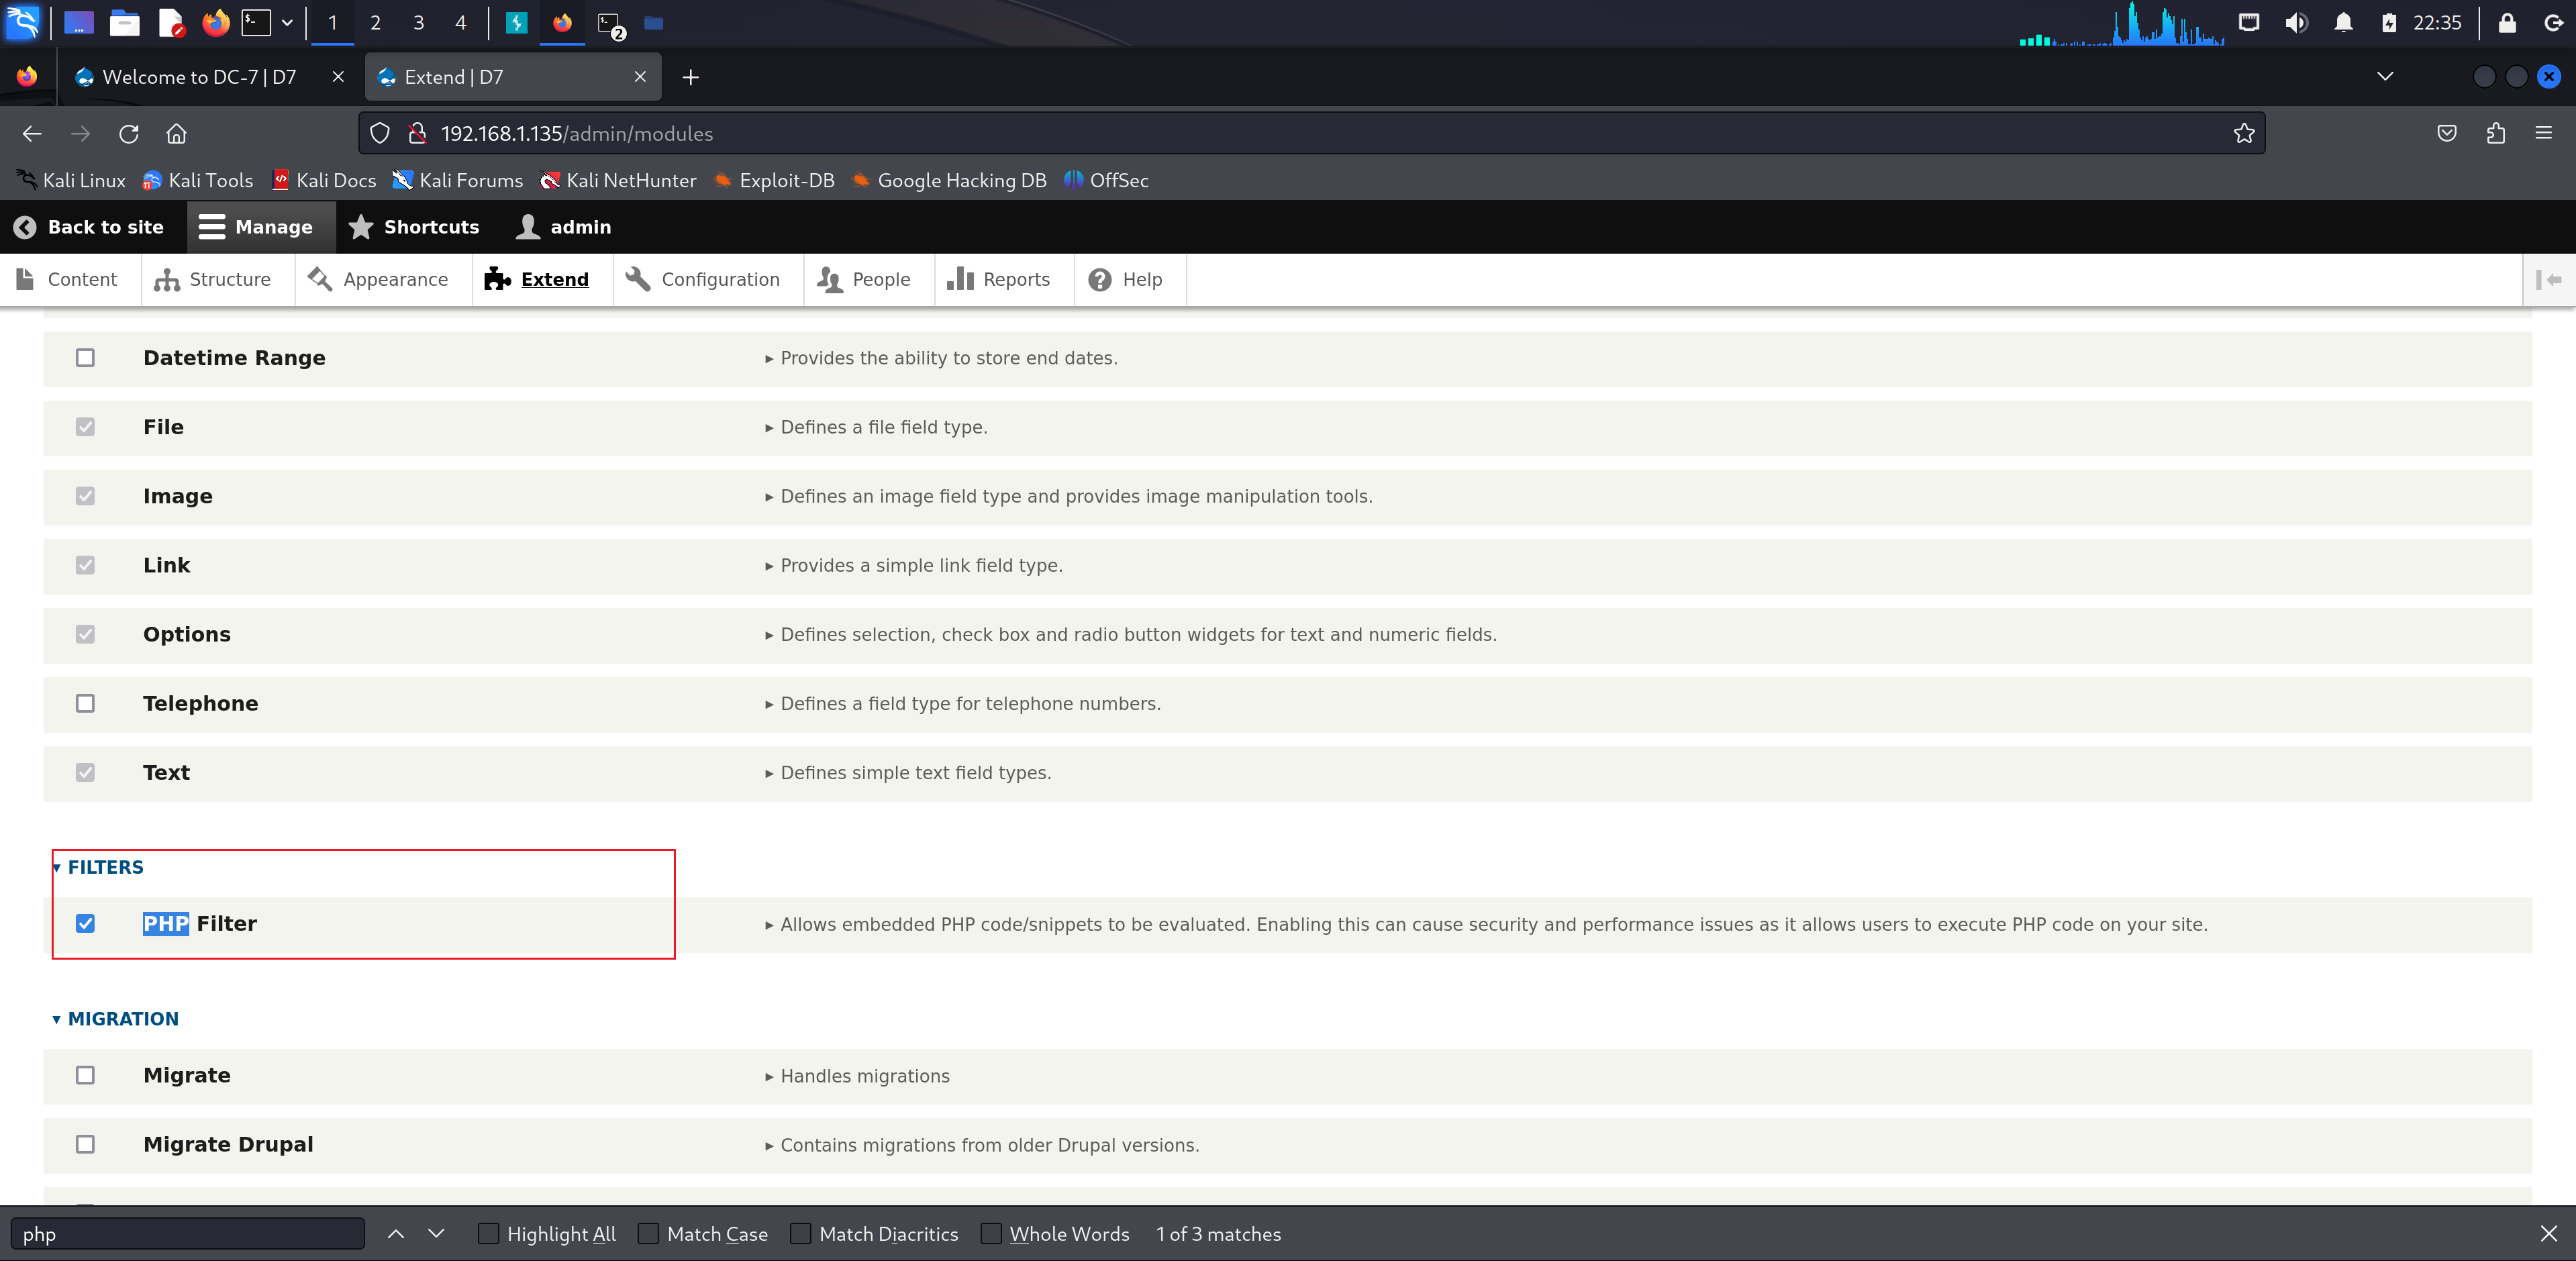 1 2 3 4 2 22:35
Welcome to DC-7 | D7 Extend | D7
192.168.1.135/admin/modules
Kali Linux Kali Tools Kali Docs Kali Forums Kali NetHunter Exploit-DB Google Hacking DB OffSec
Back to site Manage Shortcuts admin
Content Structure Appearance Extend Configuration People Reports Help
Datetime Range Provides the ability to store end dates.
File Defines a file field type.
Image Defines an image field type and provides image manipulation tools.
Link Provides a simple link field type.
Options Defines selection, check box and radio button widgets for text and numeric fields.
Telephone Defines a field type for telephone numbers.
Text Defines simple text field types.
FILTERS
PHP Filter Allows embedded PHP code/snippets to be evaluated. Enabling this can cause security and performance issues as it allows users to execute PHP code on your site.
MIGRATION
Migrate Handles migrations
Migrate Drupal Contains migrations from older Drupal versions.
php Highlight All Match Case Match Diacritics Whole Words 1 of 3 matches